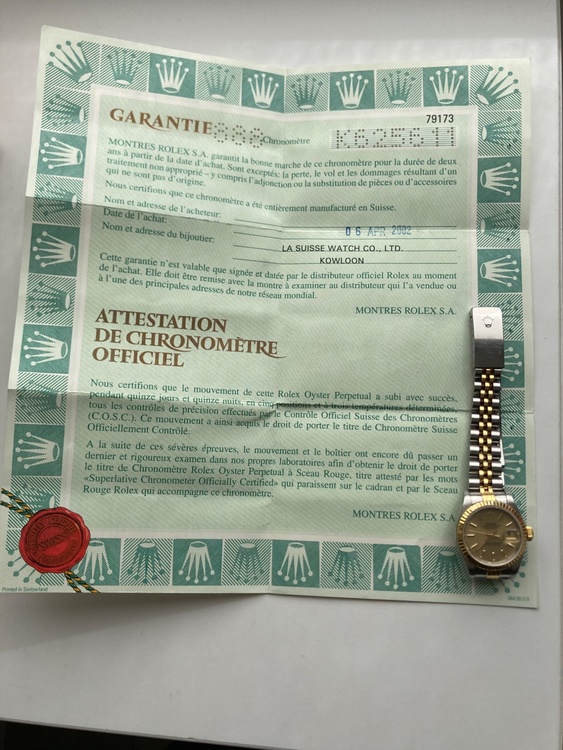 79173
GARANTIE 888 Chronomètre K625611
MONTRES ROLEX S.A. garantit la bonne marche de ce chronomètre pour la durée de deux
ans à partir de la date d'achat. Sont exceptés: la perte, le vol et les dommages résultant d'un
traitement non approprié – y compris l'adjonction ou la substitution de pièces ou d'accessoires
qui ne sont pas d'origine.
Nous certifions que ce chronomètre a été entièrement manufacturé en Suisse.
Nom et adresse de l'acheteur:
Date de l'achat: 06 APR 2002
Nom et adresse du bijoutier: LA SUISSE WATCH CO., LTD.
KOWLOON
Cette garantie n'est valable que signée et datée par le distributeur officiel Rolex au moment
de l'achat. Elle doit être remise avec la montre à examiner au distributeur qui l'a vendue ou
à l'une des principales adresses de notre réseau mondial.
MONTRES ROLEX S.A.
ATTESTATION
DE CHRONOMÈTRE
OFFICIEL
Nous certifions que le mouvement de cette Rolex Oyster Perpetual a subi avec succès,
pendant quinze jours et quinze nuits, en cinq positions et à trois températures déterminées,
tous les contrôles de précision effectués par le Contrôle Officiel Suisse des Chronomètres
(C.O.S.C.). Ce mouvement a ainsi acquis le droit de porter le titre de Chronomètre Suisse
Officiellement Contrôlé.
A la suite de ces sévères épreuves, le mouvement et le boîtier ont encore dû passer un
dernier et rigoureux examen dans nos propres laboratoires afin d'obtenir le droit de porter
le titre de Chronomètre Rolex Oyster Perpetual à Sceau Rouge, titre attesté par les mots
«Superlative Chronometer Officially Certified» qui paraissent sur le cadran et par le Sceau
Rouge Rolex qui accompagne ce chronomètre.
MONTRES ROLEX S.A.
Printed in Switzerland